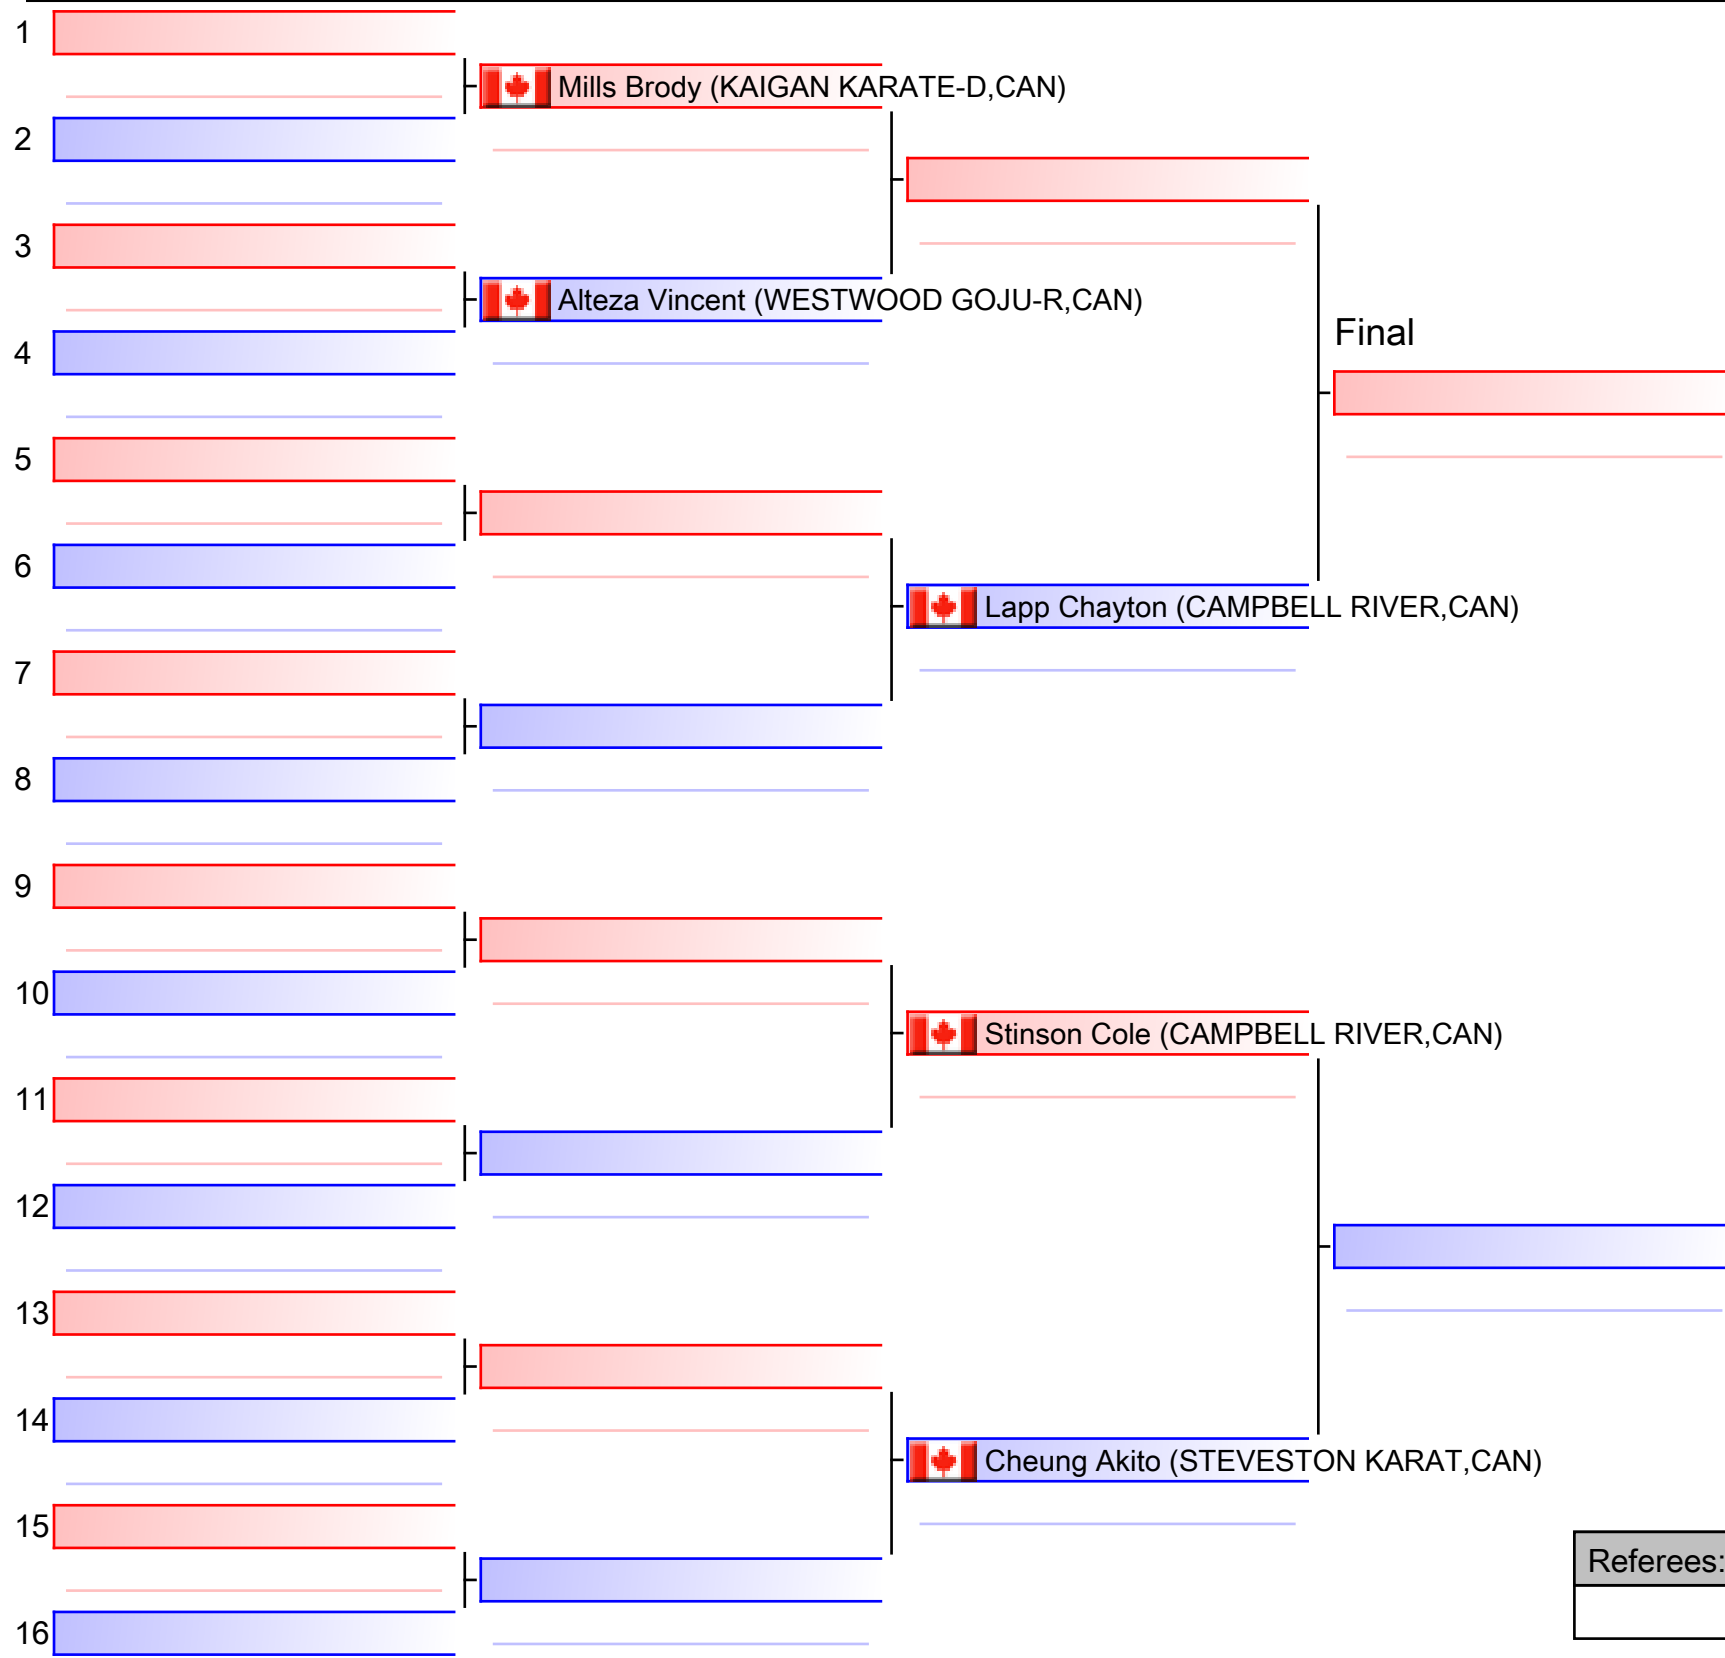 1
Mills Brody (KAIGAN KARATE-D,CAN)
2
3
Alteza Vincent (WESTWOOD GOJU-R,CAN)
4
Final
5
6
Lapp Chayton (CAMPBELL RIVER,CAN)
7
8
9
10
Stinson Cole (CAMPBELL RIVER,CAN)
11
12
13
14
Cheung Akito (STEVESTON KARAT,CAN)
15
Referees:
16